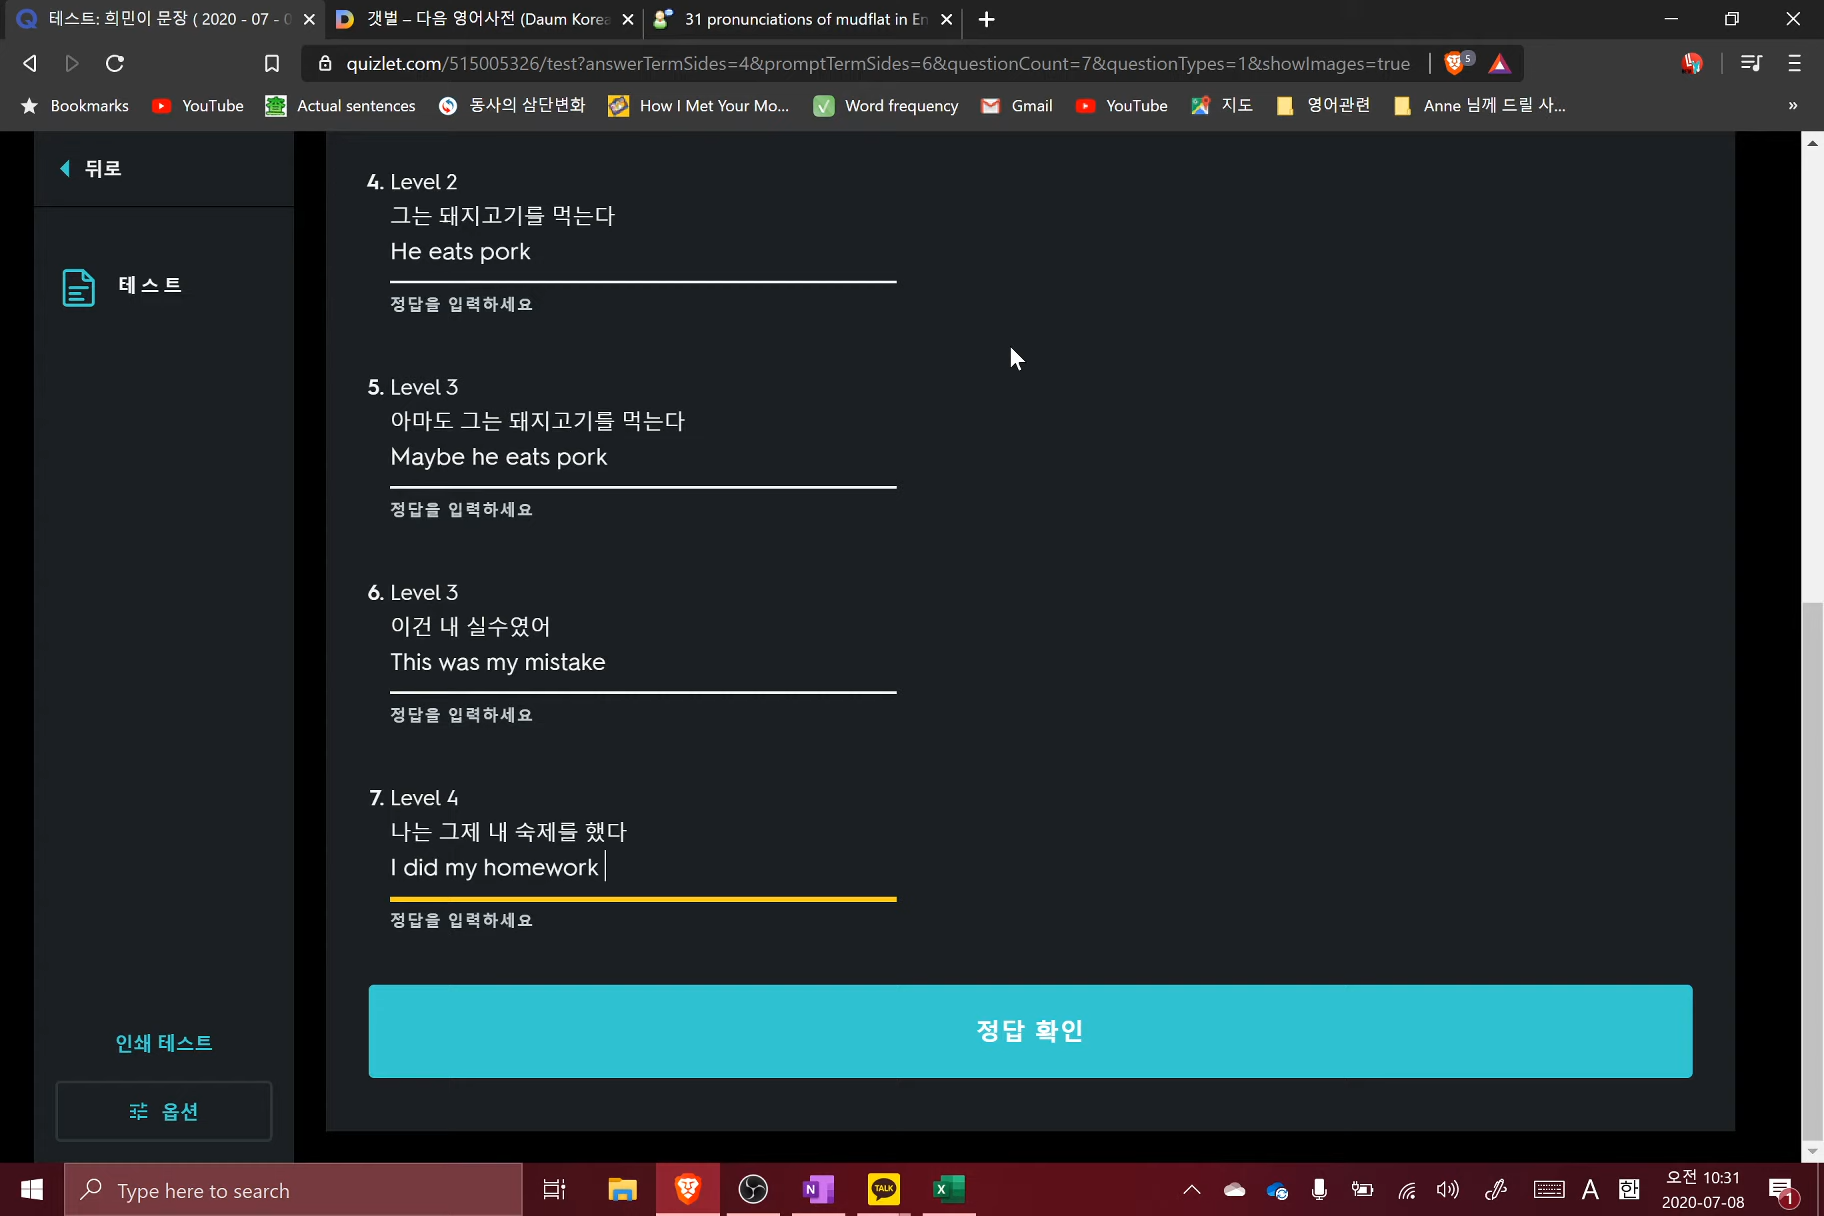 테스트: 희민이 문장 ( 2020 - 07 - 0
갯벌 – 다음 영어사전 (Daum Korea
31 pronunciations of mudflat in En
quizlet.com/515005326/test?answerTermSides=4&promptTermSides=6&questionCount=7&questionTypes=1&showImages=true
5
Bookmarks
YouTube
Actual sentences
동사의 삼단변화
How I Met Your Mo...
Word frequency
Gmail
YouTube
지도
영어관련
Anne 님께 드릴 사...
»
뒤로
테스트
4. Level 2
그는 돼지고기를 먹는다
He eats pork
정답을 입력하세요
5. Level 3
아마도 그는 돼지고기를 먹는다
Maybe he eats pork
정답을 입력하세요
6. Level 3
이건 내 실수였어
This was my mistake
정답을 입력하세요
7. Level 4
나는 그제 내 숙제를 했다
I did my homework
정답을 입력하세요
정답 확인
인쇄 테스트
옵션
Type here to search
N
TALK
X
A
한
오전 10:31
2020-07-08
1